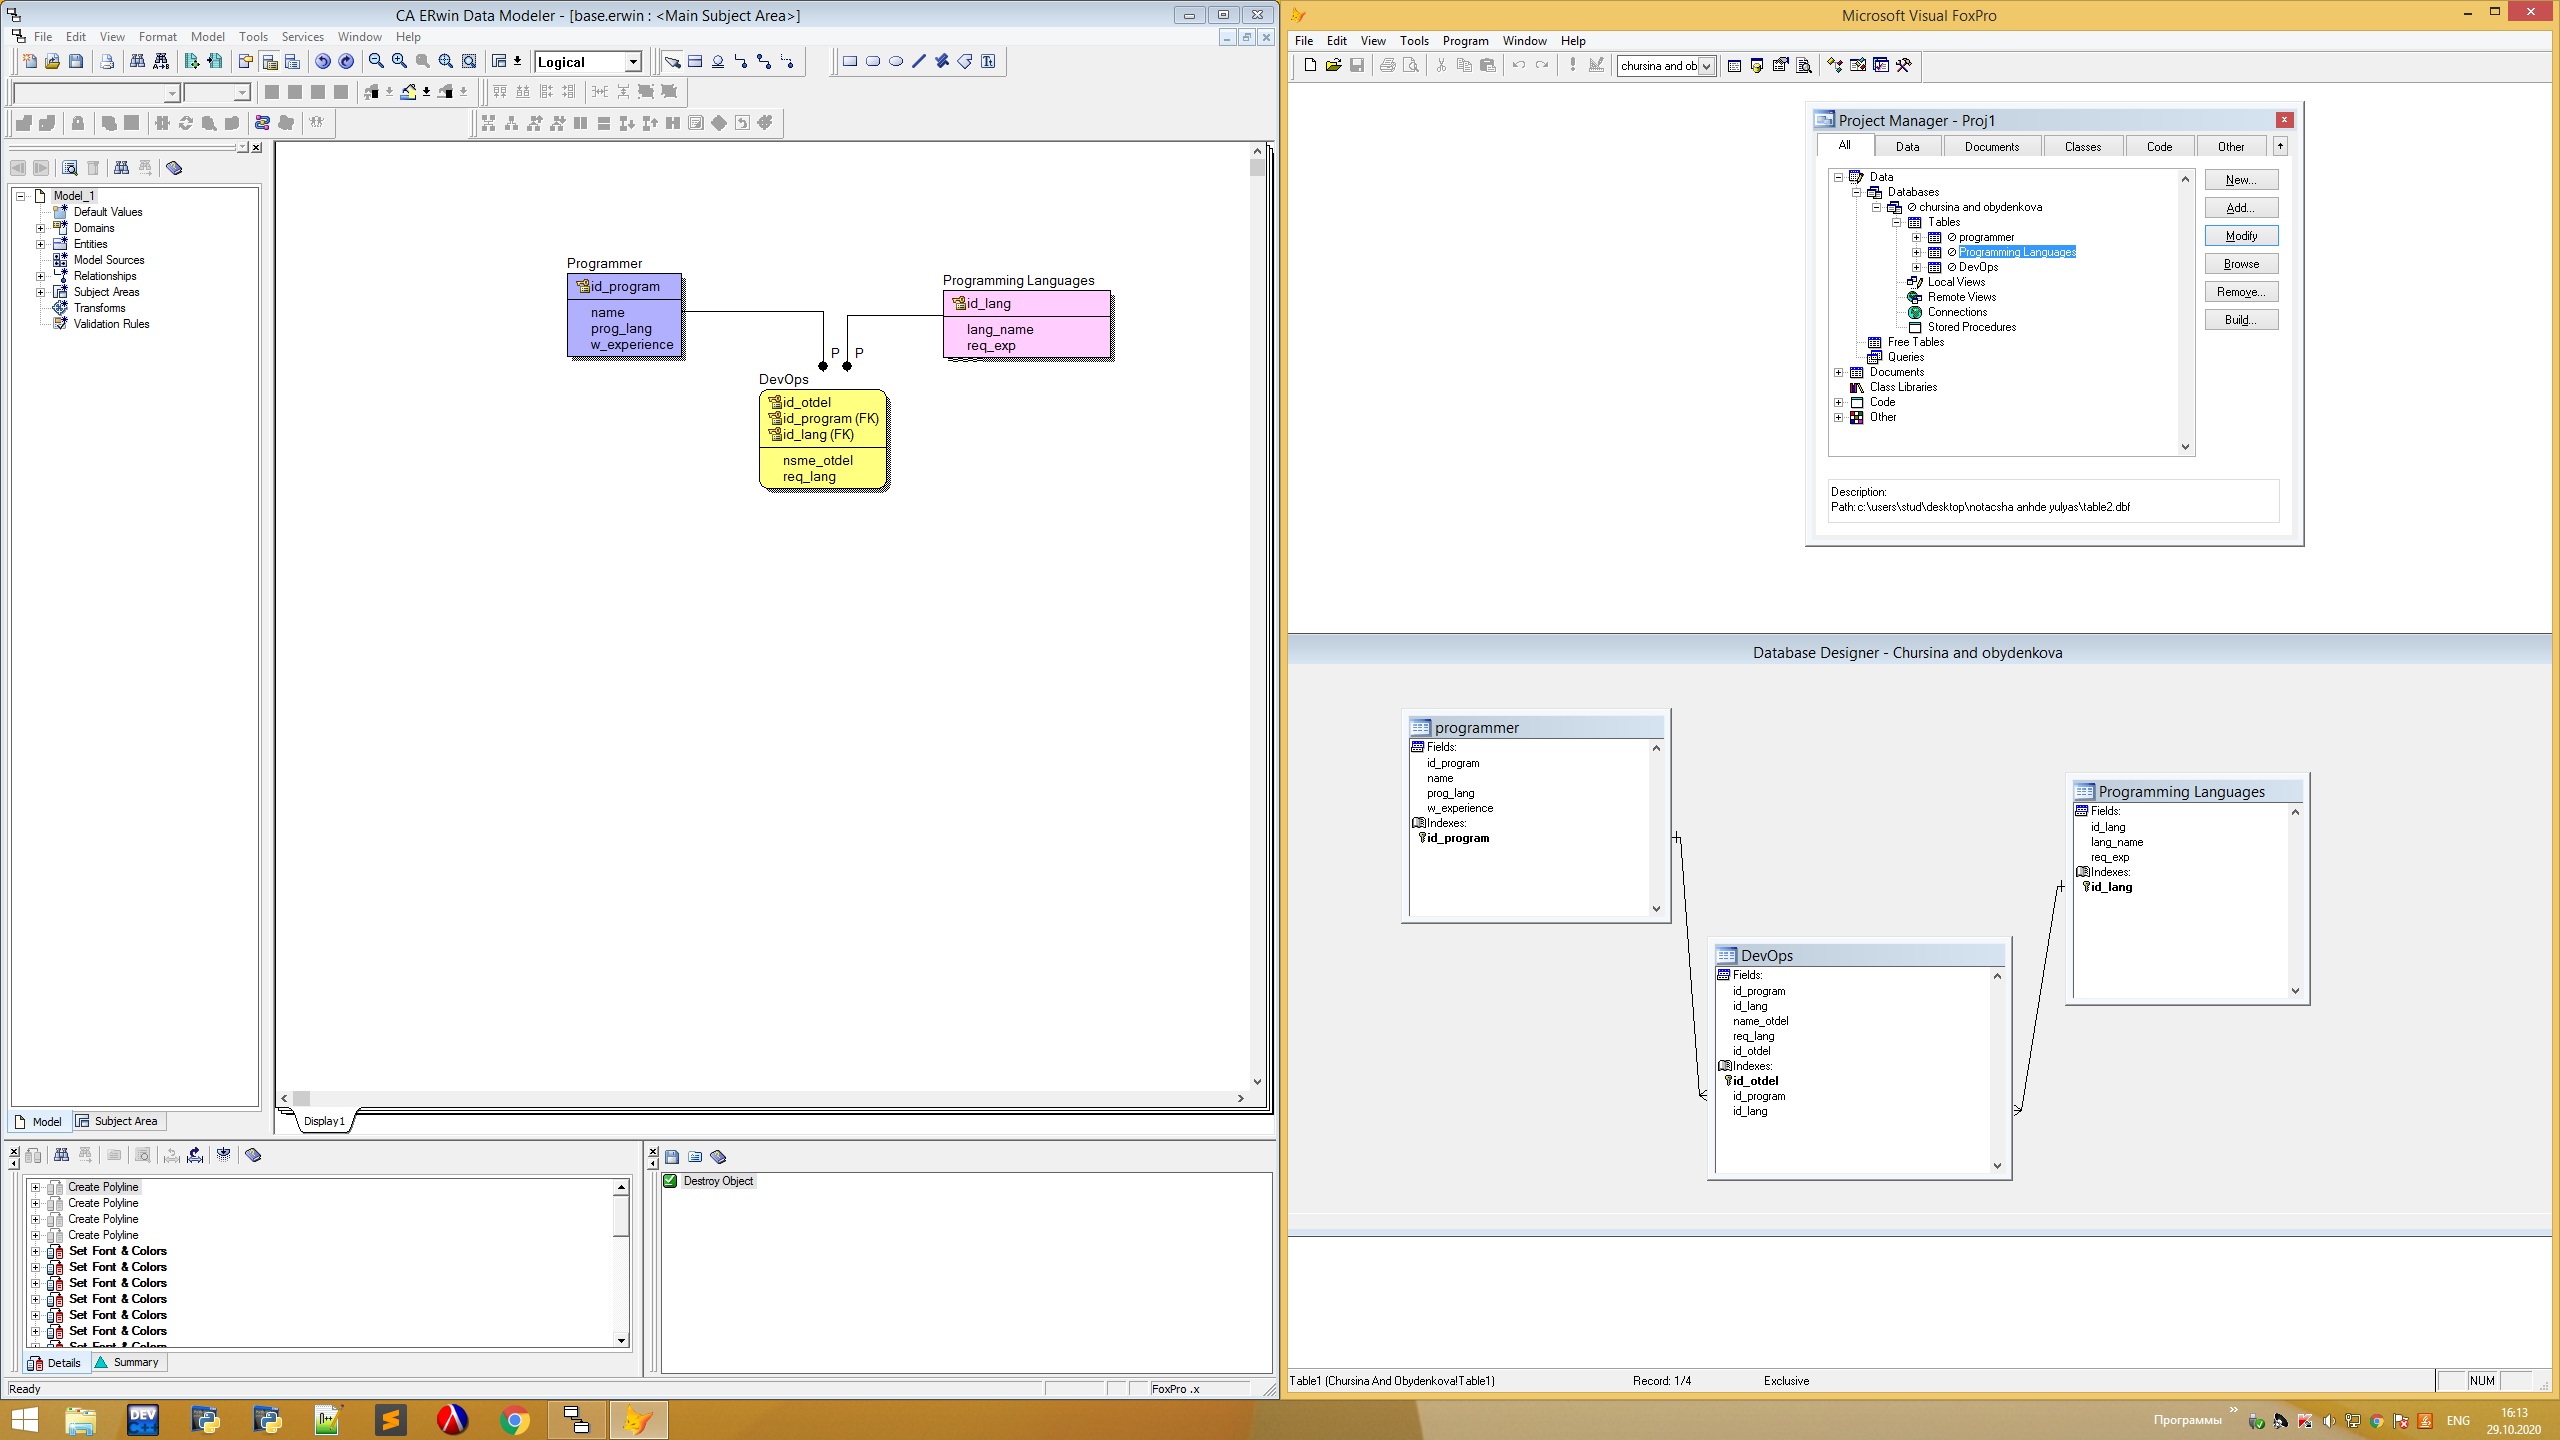 CA ERwin Data Modeler - [base.erwin : <Main Subject Area>]
File Edit View Format Model Tools Services Window Help
Logical
Model_1
Default Values
Domains
Entities
Model Sources
Relationships
Subject Areas
Transforms
Validation Rules
Model Subject Area
Programmer
id_program
name
prog_lang
w_experience
Programming Languages
id_lang
lang_name
req_exp
P P
DevOps
id_otdel
id_program (FK)
id_lang (FK)
nsme_otdel
req_lang
Display1
Create Polyline
Create Polyline
Create Polyline
Create Polyline
Set Font & Colors
Set Font & Colors
Set Font & Colors
Set Font & Colors
Set Font & Colors
Set Font & Colors
Set Font & Colors
Details Summary
Destroy Object
Ready
FoxPro .x
Microsoft Visual FoxPro
File Edit View Tools Program Window Help
chursina and ob
Project Manager - Proj1
All Data Documents Classes Code Other
Data
Databases
chursina and obydenkova
Tables
programmer
Programming Languages
DevOps
Local Views
Remote Views
Connections
Stored Procedures
Free Tables
Queries
Documents
Class Libraries
Code
Other
New...
Add...
Modify
Browse
Remove...
Build...
Description:
Path: c:\users\stud\desktop\notacsha anhde yulyas\table2.dbf
Database Designer - Chursina and obydenkova
programmer
Fields:
id_program
name
prog_lang
w_experience
Indexes:
id_program
Programming Languages
Fields:
id_lang
lang_name
req_exp
Indexes:
id_lang
DevOps
Fields:
id_program
id_lang
name_otdel
req_lang
id_otdel
Indexes:
id_otdel
id_program
id_lang
Table1 (Chursina And Obydenkova!Table1) Record: 1/4 Exclusive NUM
DEV
Программы
ENG
16:13
29.10.2020